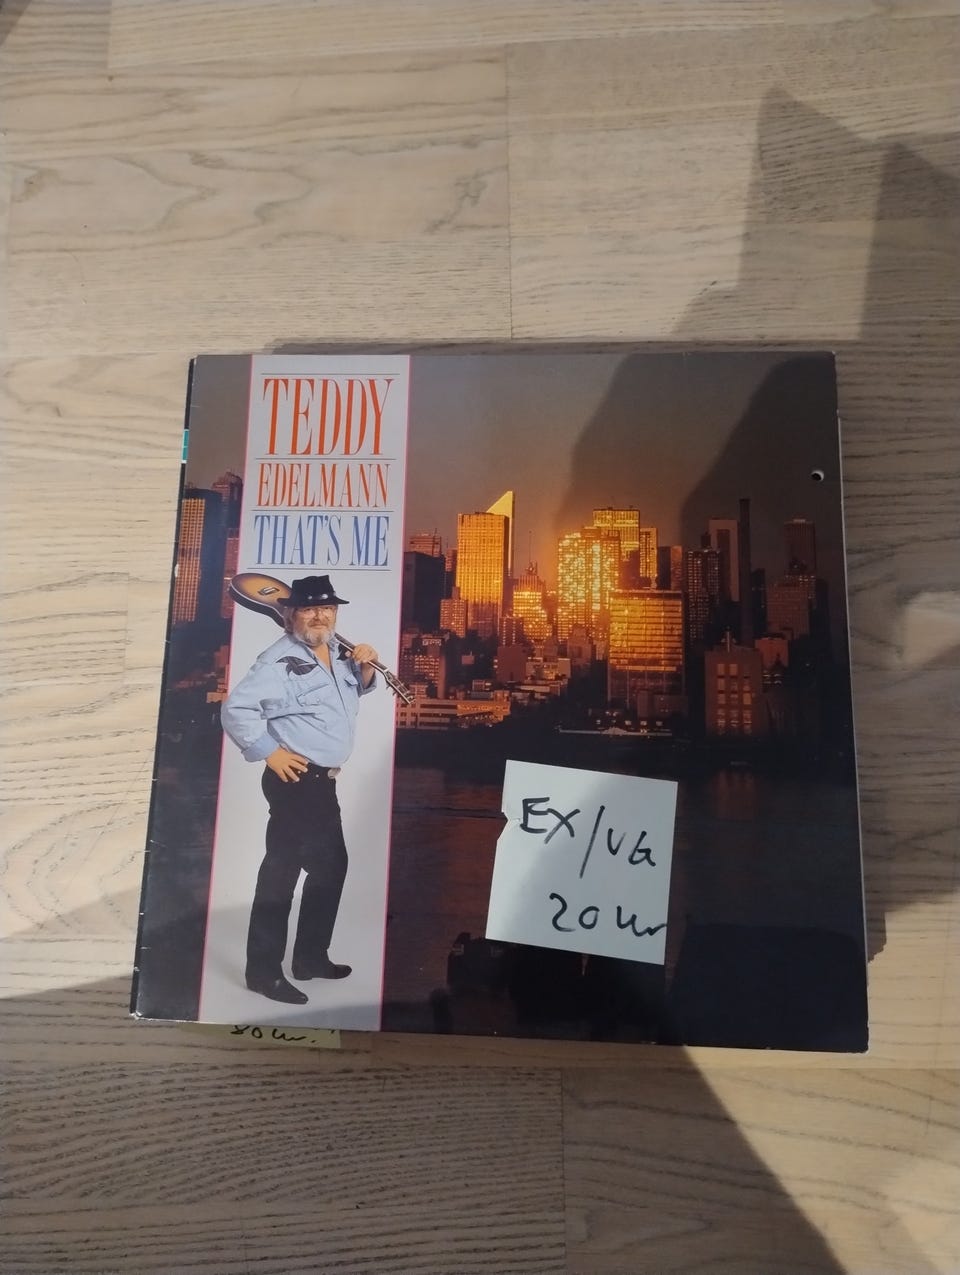 TEDDY
EDELMANN
THAT'S ME
EX/VG
20 kr
80 kr.